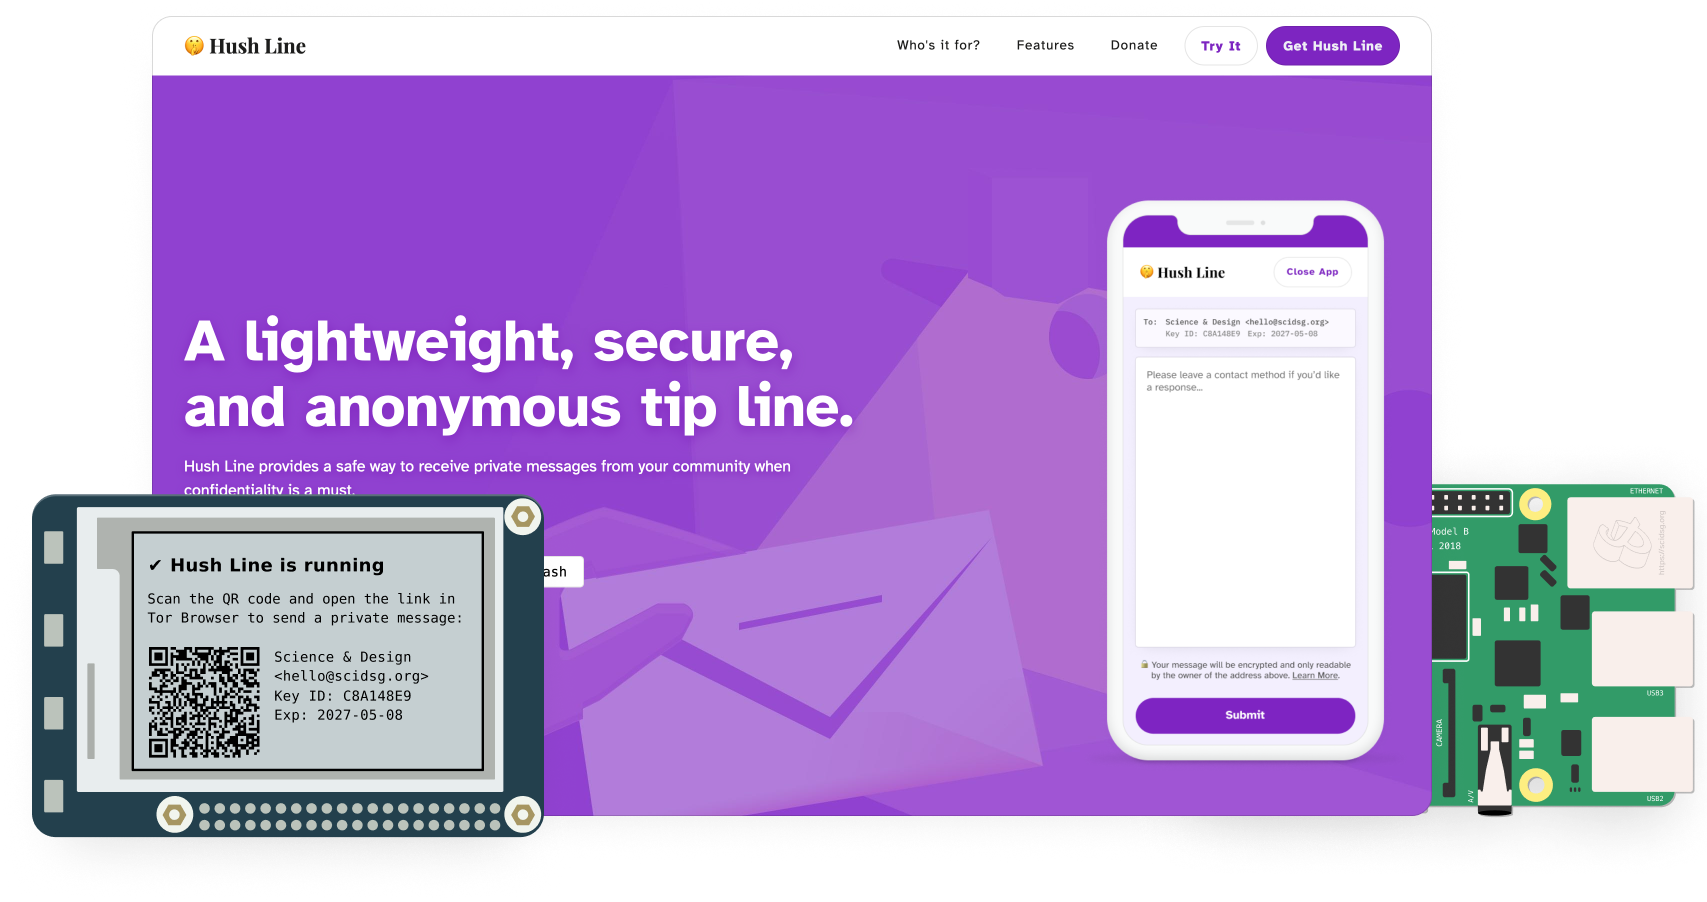 Hush Line
Who's it for? Features Donate Try It Get Hush Line
A lightweight, secure,
and anonymous tip line.
Hush Line provides a safe way to receive private messages from your community when
confidentiality is a must.
ash
Hush Line Close App
To: Science & Design <hello@scidsg.org>
Key ID: C8A148E9 Exp: 2027-05-08
Please leave a contact method if you'd like
a response...
🔒 Your message will be encrypted and only readable
by the owner of the address above. Learn More.
Submit
✔ Hush Line is running
Scan the QR code and open the link in
Tor Browser to send a private message:
Science & Design
<hello@scidsg.org>
Key ID: C8A148E9
Exp: 2027-05-08
ETHERNET
Model B
2018
https://scidsg.org
USB3
CAMERA
A/V
USB2